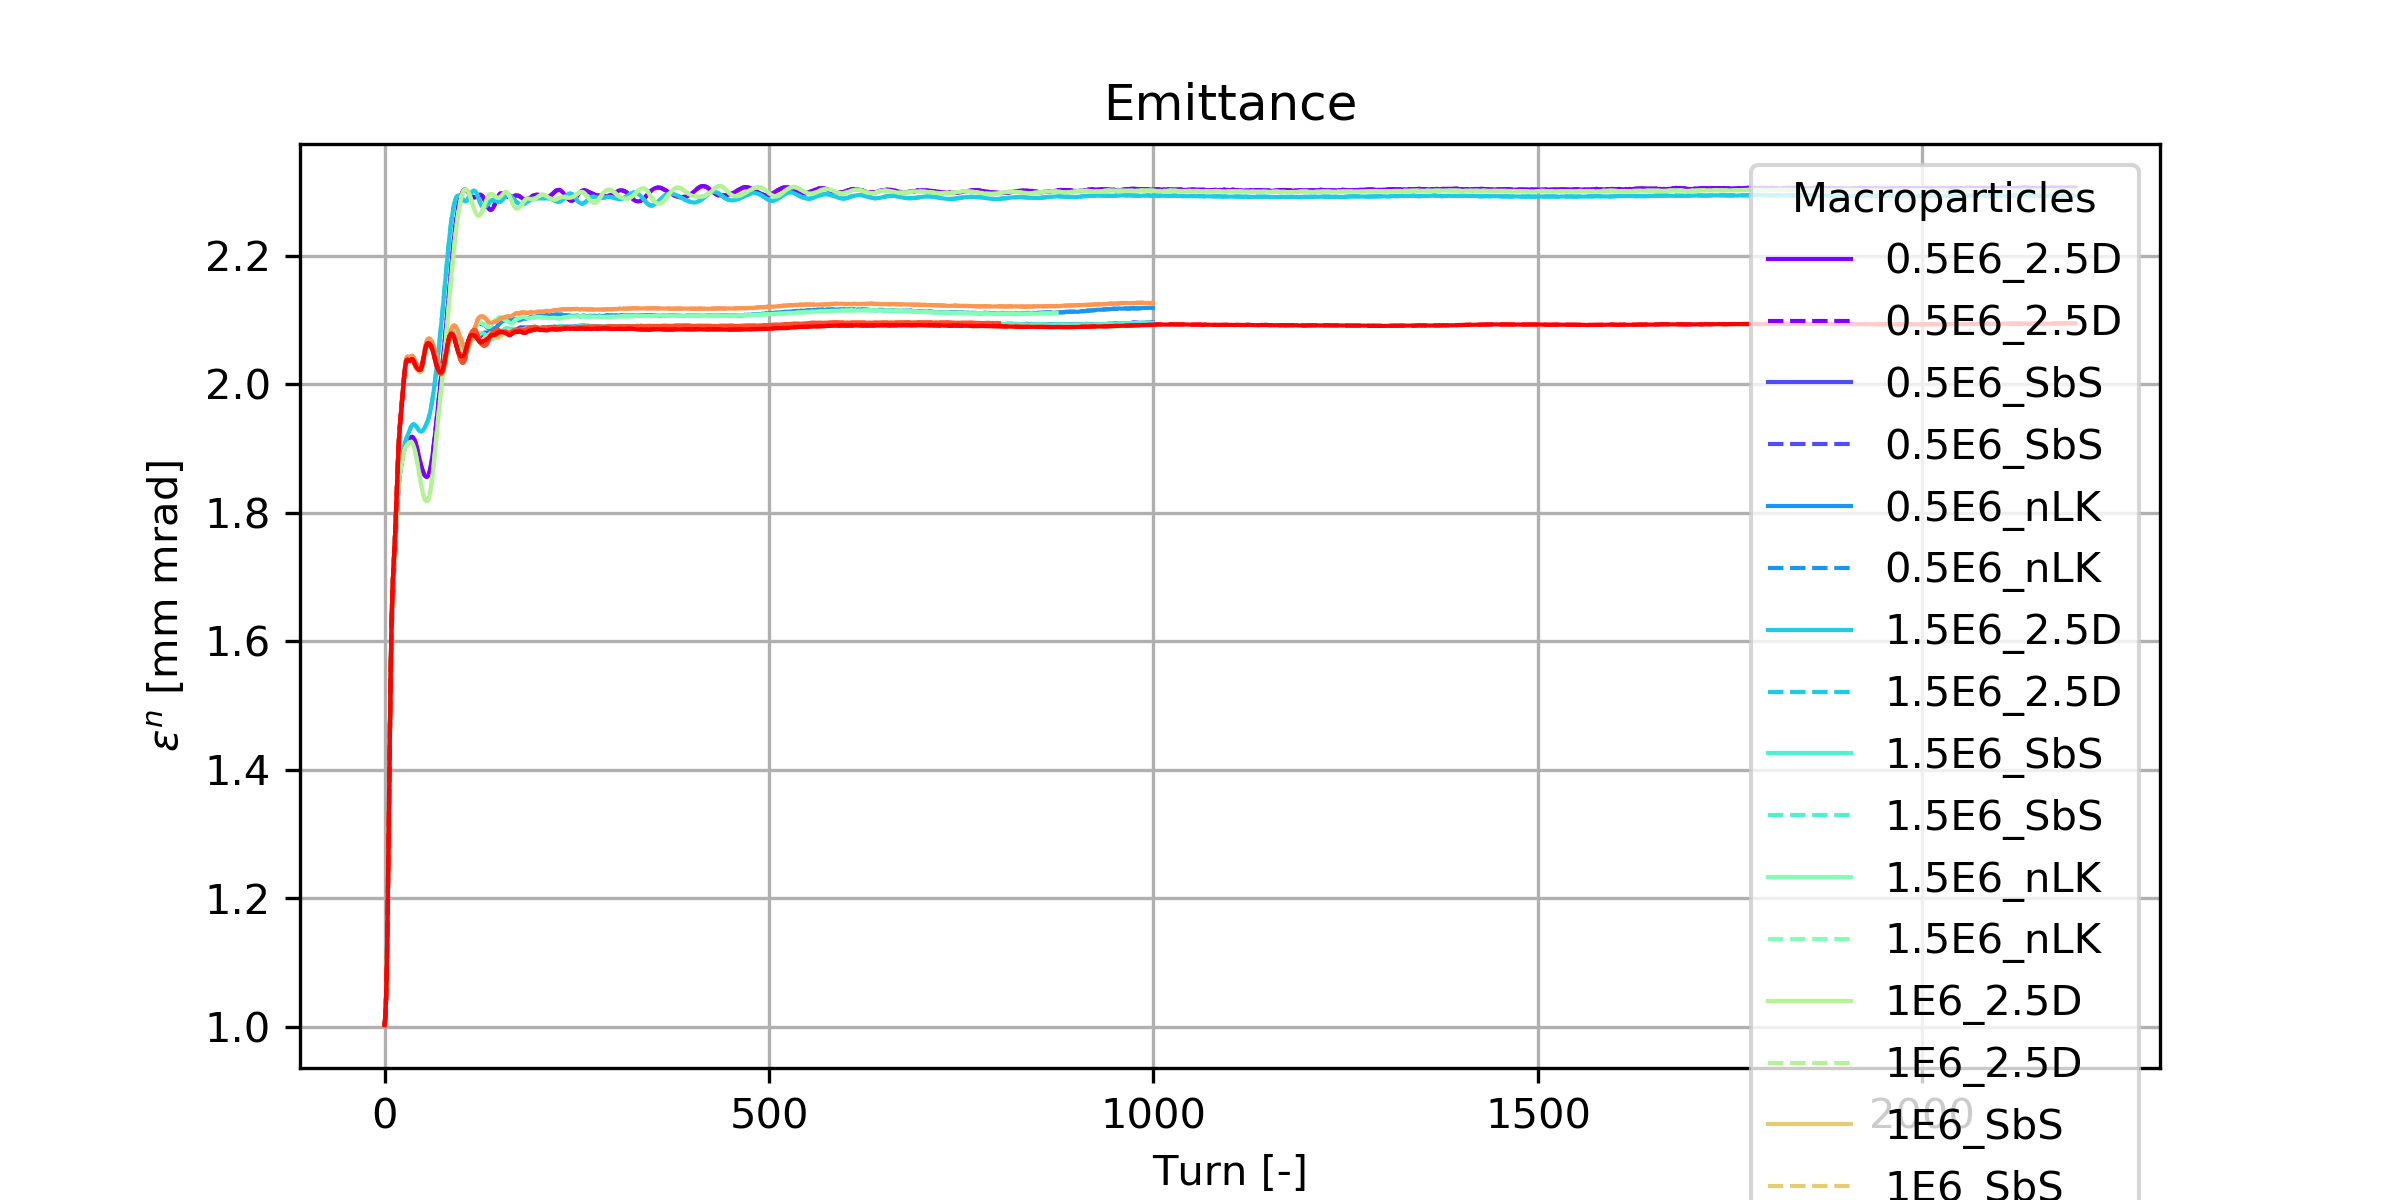 Emittance
εⁿ [mm mrad]
2.2
2.0
1.8
1.6
1.4
1.2
1.0
0
500
1000
1500
2000
Turn [-]
Macroparticles
0.5E6_2.5D
0.5E6_2.5D
0.5E6_SbS
0.5E6_SbS
0.5E6_nLK
0.5E6_nLK
1.5E6_2.5D
1.5E6_2.5D
1.5E6_SbS
1.5E6_SbS
1.5E6_nLK
1.5E6_nLK
1E6_2.5D
1E6_2.5D
1E6_SbS
1E6_SbS